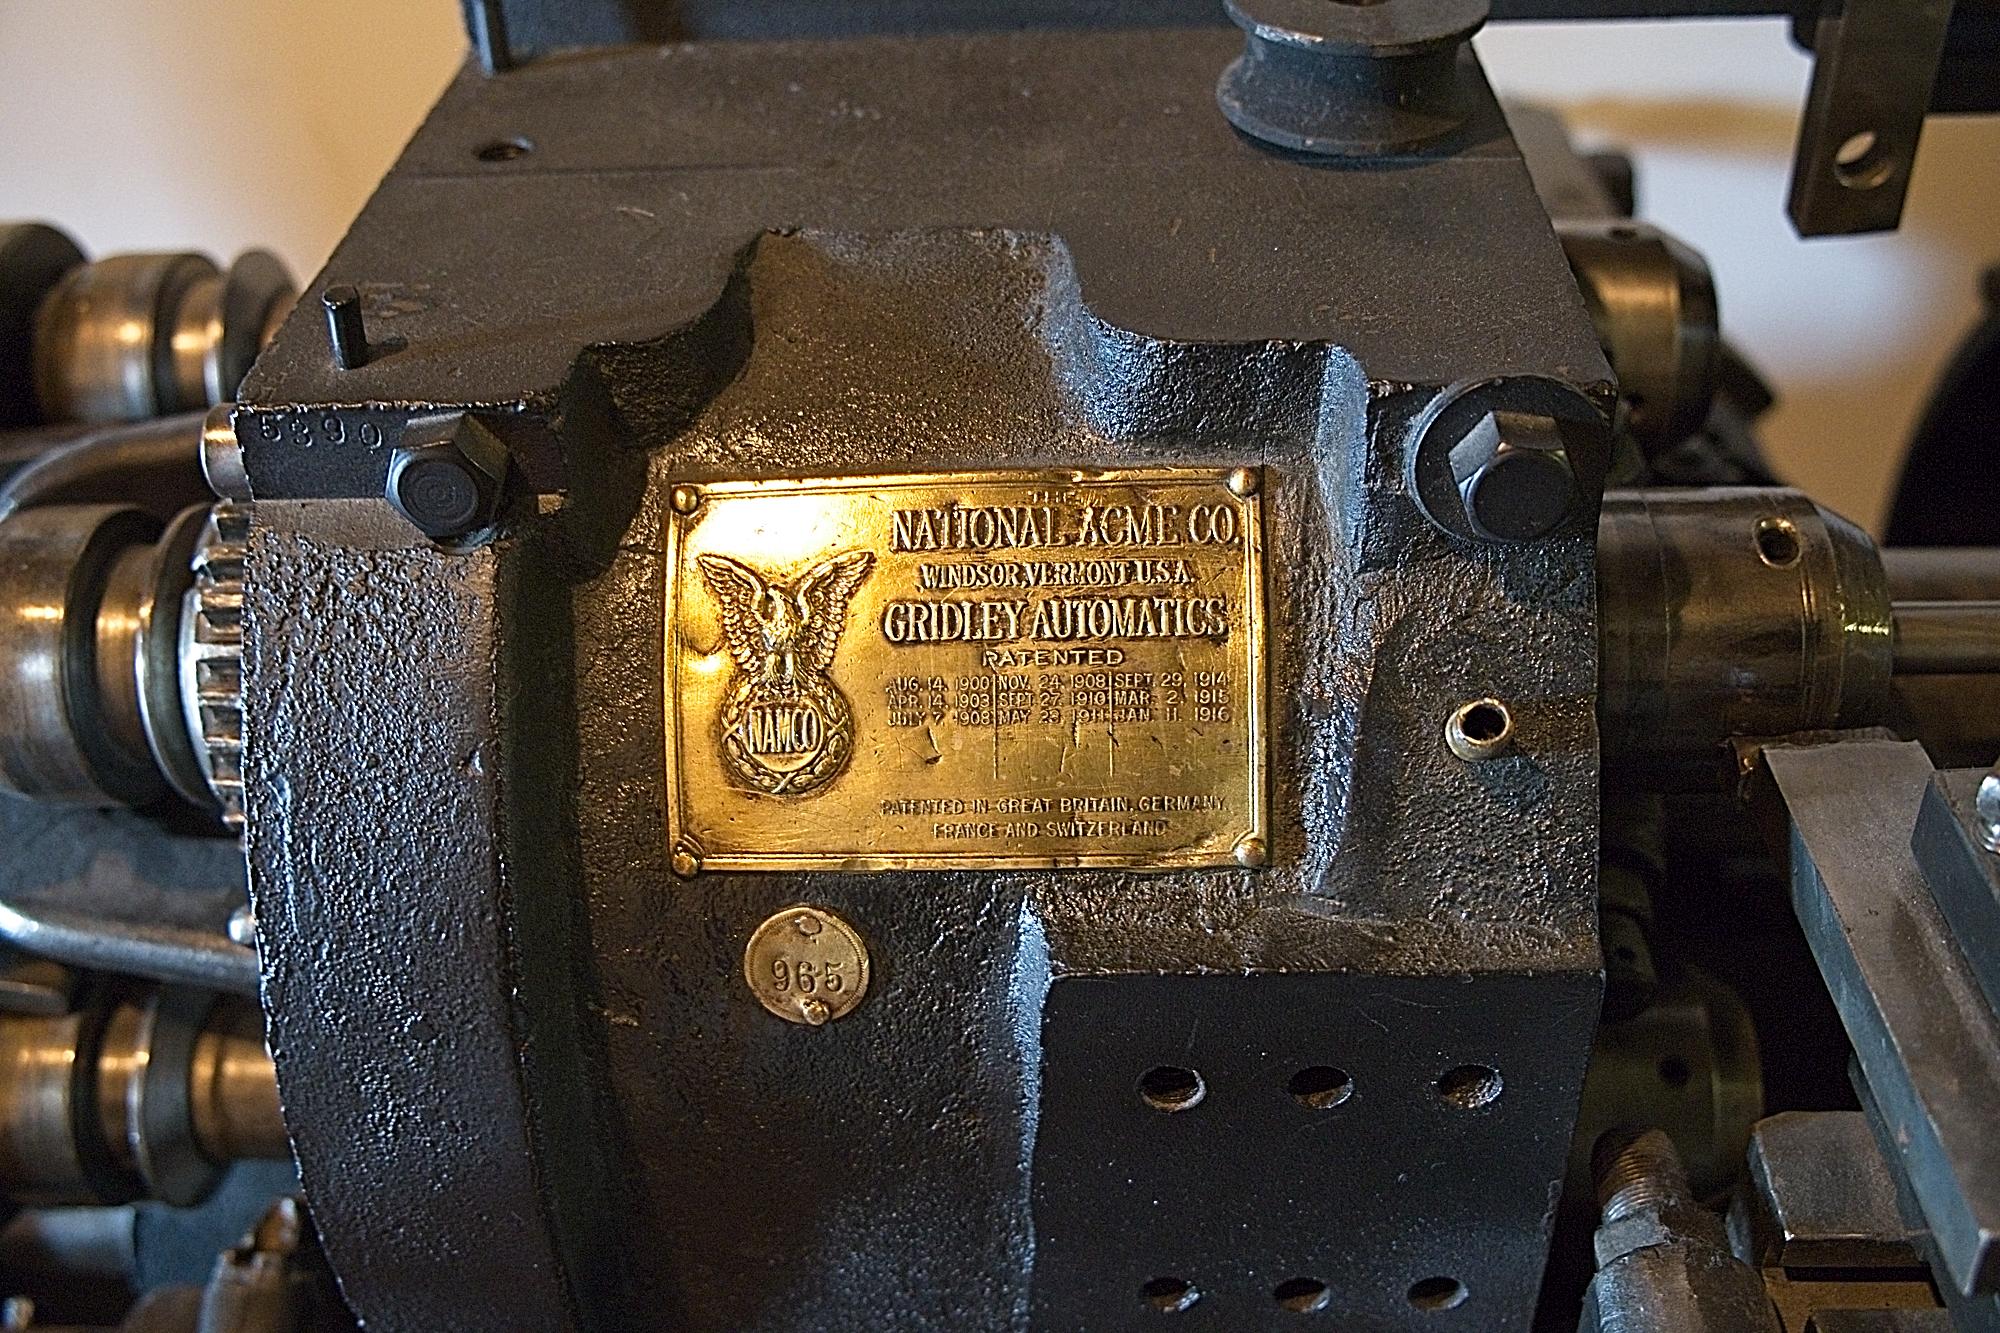 5390
THE
NATIONAL ACME CO.
WINDSOR, VERMONT U.S.A.
GRIDLEY AUTOMATICS
PATENTED
AUG. 14, 1900 NOV. 24, 1908 SEPT. 29, 1914
APR. 14, 1903 SEPT. 27, 1910 MAR. 2, 1915
JULY 7, 1908 MAY 23, 1911 JAN. 11, 1916
NAMCO
PATENTED IN GREAT BRITAIN, GERMANY,
FRANCE AND SWITZERLAND
965